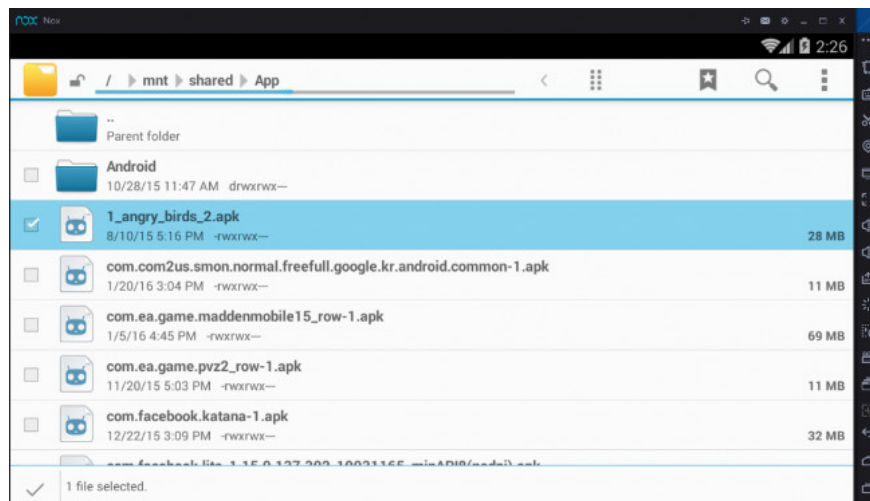 nox Nox
2:26
/ mnt shared App
..
Parent folder
Android
10/28/15 11:47 AM drwxrwx—
1_angry_birds_2.apk
8/10/15 5:16 PM -rwxrwx—
28 MB
com.com2us.smon.normal.freefull.google.kr.android.common-1.apk
1/20/16 3:04 PM -rwxrwx—
11 MB
com.ea.game.maddenmobile15_row-1.apk
1/5/16 4:45 PM -rwxrwx—
69 MB
com.ea.game.pvz2_row-1.apk
11/20/15 5:03 PM -rwxrwx—
11 MB
com.facebook.katana-1.apk
12/22/15 3:09 PM -rwxrwx—
32 MB
1 file selected.